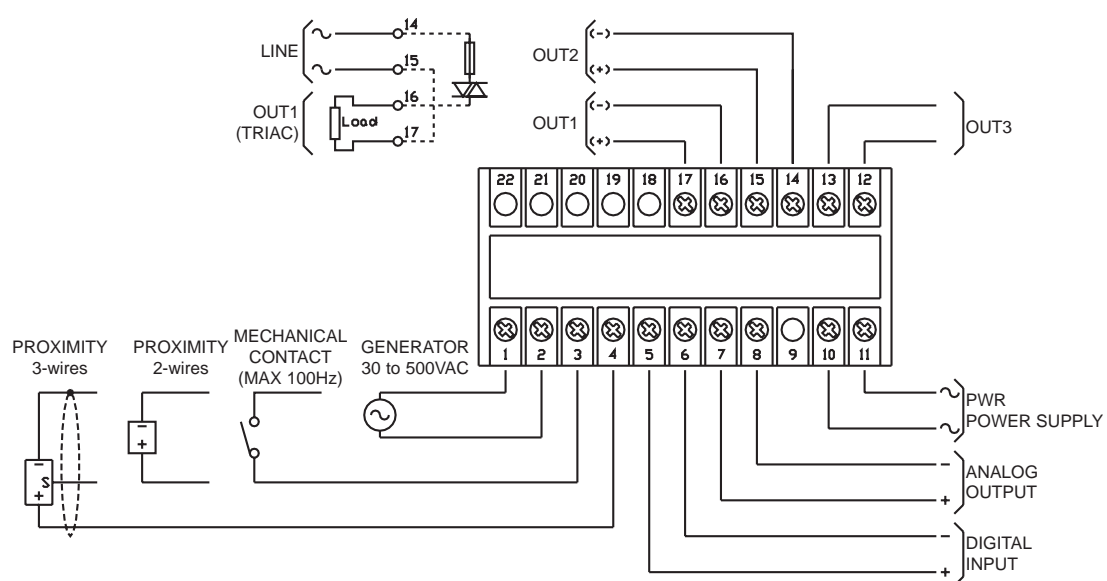 LINE
14
15
OUT1
(TRIAC)
16
Load
17
OUT2
(-)
(+)
OUT1
(-)
(+)
OUT3
22 21 20 19 18 17 16 15 14 13 12
1 2 3 4 5 6 7 8 9 10 11
PROXIMITY
3-wires
-
S
+
PROXIMITY
2-wires
-
+
MECHANICAL
CONTACT
(MAX 100Hz)
GENERATOR
30 to 500VAC
PWR
POWER SUPPLY
-
+
ANALOG
OUTPUT
-
+
DIGITAL
INPUT